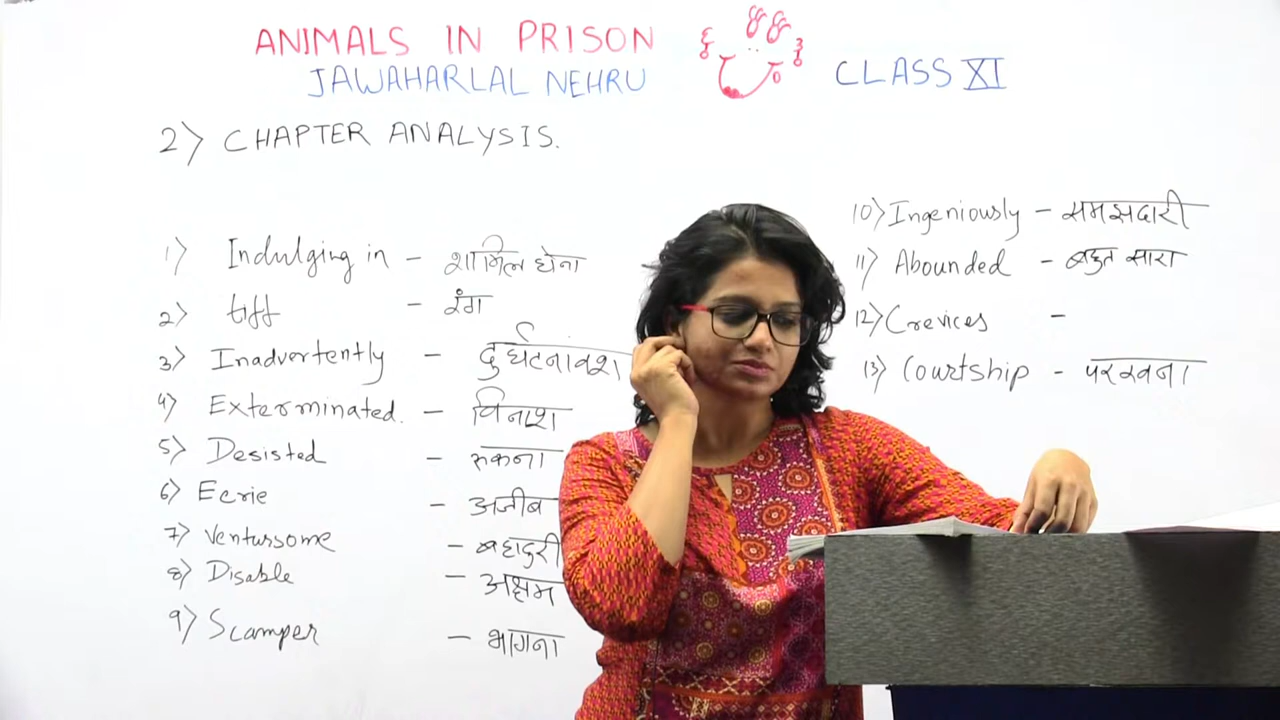 ANIMALS IN PRISON
JAWAHARLAL NEHRU
CLASS XI
2) CHAPTER ANALYSIS.
1) Indulging in - शामिल होना
2) tiff - रंग
3) Inadvertently - दुर्घटनावश
4) Exterminated. - विनाश
5) Desisted - रुकना
6) Eerie - अजीब
7) Ventursome - बहादुरी
8) Disable - अक्षम
9) Scamper - भागना
10) Ingeniously - समझदारी
11) Abounded - बहुत सारा
12) Crevices -
13) Courtship - परखना